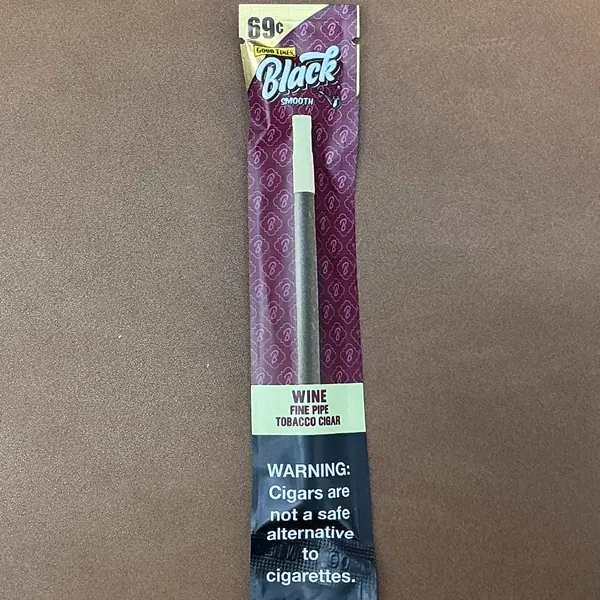 69¢
GOOD TIMES
Black
SMOOTH
WINE
FINE PIPE
TOBACCO CIGAR
WARNING:
Cigars are
not a safe
alternative
to
cigarettes.